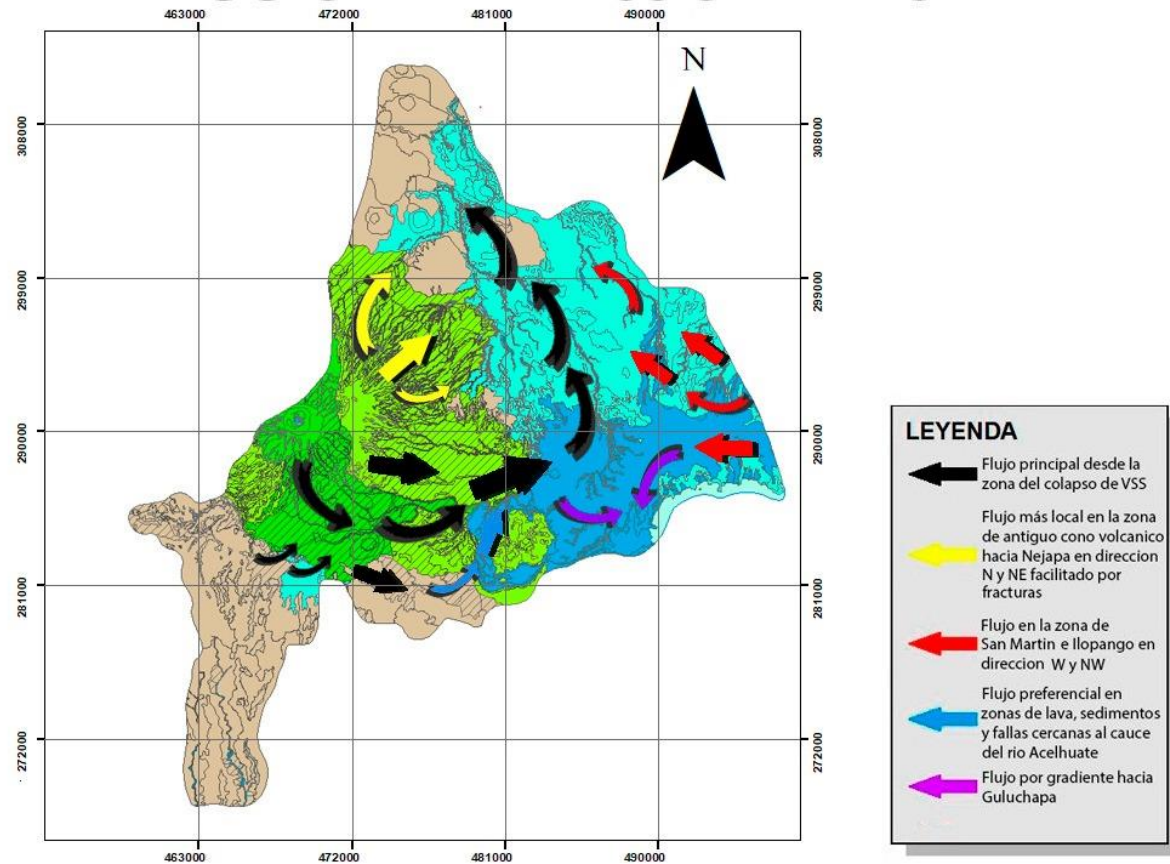 463000 472000 481000 490000
N
308000 308000
299000 299000
290000 290000
281000 281000
272000 272000
463000 472000 481000 490000
LEYENDA
Flujo principal desde la
zona del colapso de VSS
Flujo más local en la zona
de antiguo cono volcanico
hacia Nejapa en direccion
N y NE facilitado por
fracturas
Flujo en la zona de
San Martin e Ilopango en
direccion W y NW
Flujo preferencial en
zonas de lava, sedimentos
y fallas cercanas al cauce
del rio Acelhuate
Flujo por gradiente hacia
Guluchapa